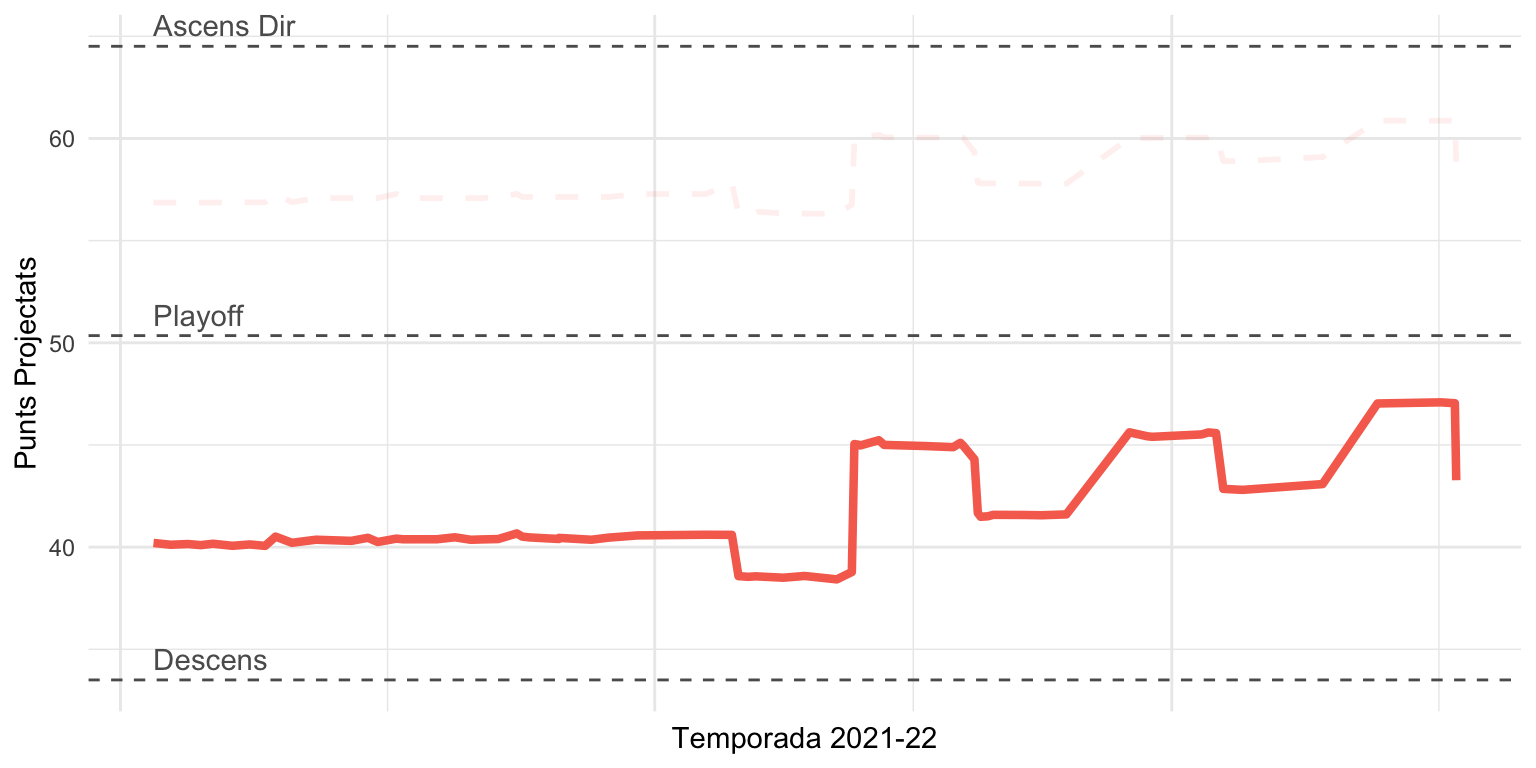 Ascens Dir
60
Playoff
50
Punts Projectats
40
Descens
Temporada 2021-22